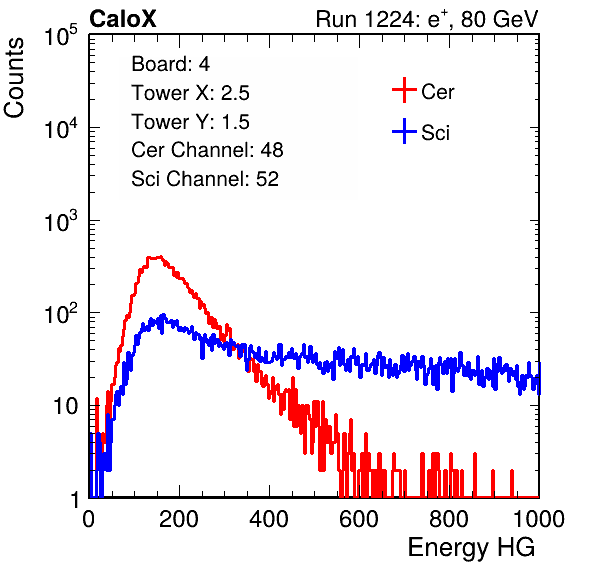 CaloX Run 1224: e⁺, 80 GeV
Counts
10⁵
10⁴
10³
10²
10
1
Board: 4
Tower X: 2.5
Tower Y: 1.5
Cer Channel: 48
Sci Channel: 52
Cer
Sci
0 200 400 600 800 1000
Energy HG